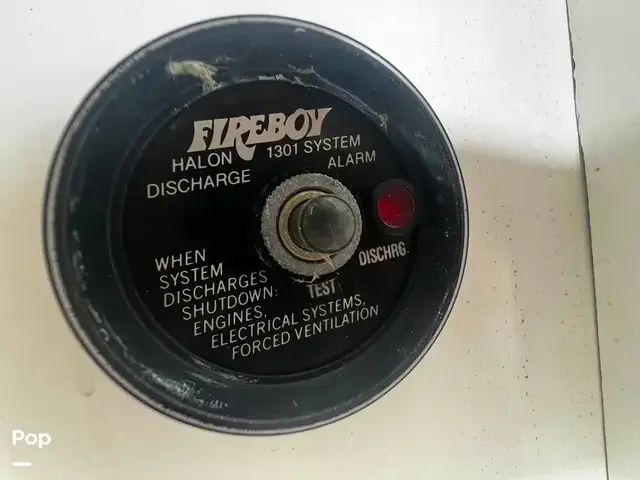 FIREBOY
HALON 1301 SYSTEM
DISCHARGE ALARM
DISCHRG.
TEST
WHEN
SYSTEM
DISCHARGES
SHUTDOWN:
ENGINES,
ELECTRICAL SYSTEMS,
FORCED VENTILATION
Pop